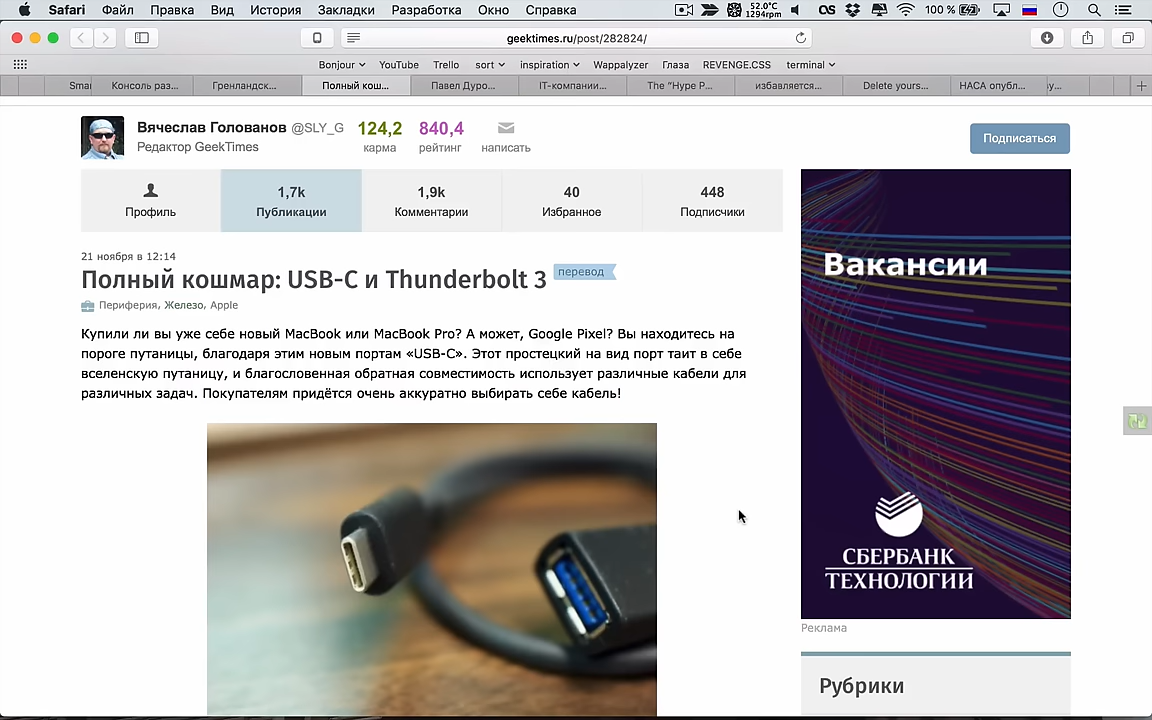 Safari Файл Правка Вид История Закладки Разработка Окно Справка 52.0°C 1294rpm 100 %
geektimes.ru/post/282824/
Bonjour YouTube Trello sort inspiration Wappalyzer Глаза REVENGE.CSS terminal
Smar Консоль раз... Гренландск... Полный кош... Павел Дуро... IT-компании... The "Hype P... избавляется... Delete yours... НАСА опубл...
Вячеслав Голованов @SLY_G 124,2 840,4
Редактор GeekTimes карма рейтинг написать
Подписаться
1,7k 1,9k 40 448
Профиль Публикации Комментарии Избранное Подписчики
21 ноября в 12:14
Полный кошмар: USB-C и Thunderbolt 3 перевод
Периферия, Железо, Apple
Купили ли вы уже себе новый MacBook или MacBook Pro? А может, Google Pixel? Вы находитесь на
пороге путаницы, благодаря этим новым портам «USB-C». Этот простецкий на вид порт таит в себе
вселенскую путаницу, и благословенная обратная совместимость использует различные кабели для
различных задач. Покупателям придётся очень аккуратно выбирать себе кабель!
Вакансии
СБЕРБАНК
ТЕХНОЛОГИИ
Реклама
Рубрики